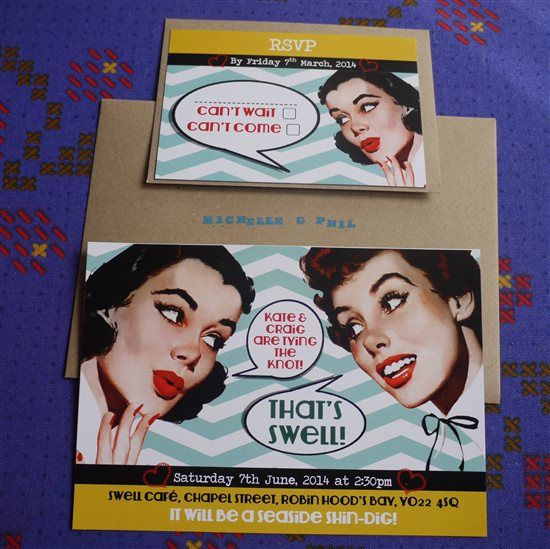 RSVP
By Friday 7th March, 2014
CAN'T WAIT
CAN'T COME
MICHELLE & PHIL
KATE &
CRAIG
ARE TYING
THE
KNOT!
THAT'S
SWELL!
Saturday 7th June, 2014 at 2:30pm
SWELL CAFÉ, CHAPEL STREET, ROBIN HOOD'S BAY, YO22 4SQ
IT WILL BE A SEASIDE SHIN-DIG!